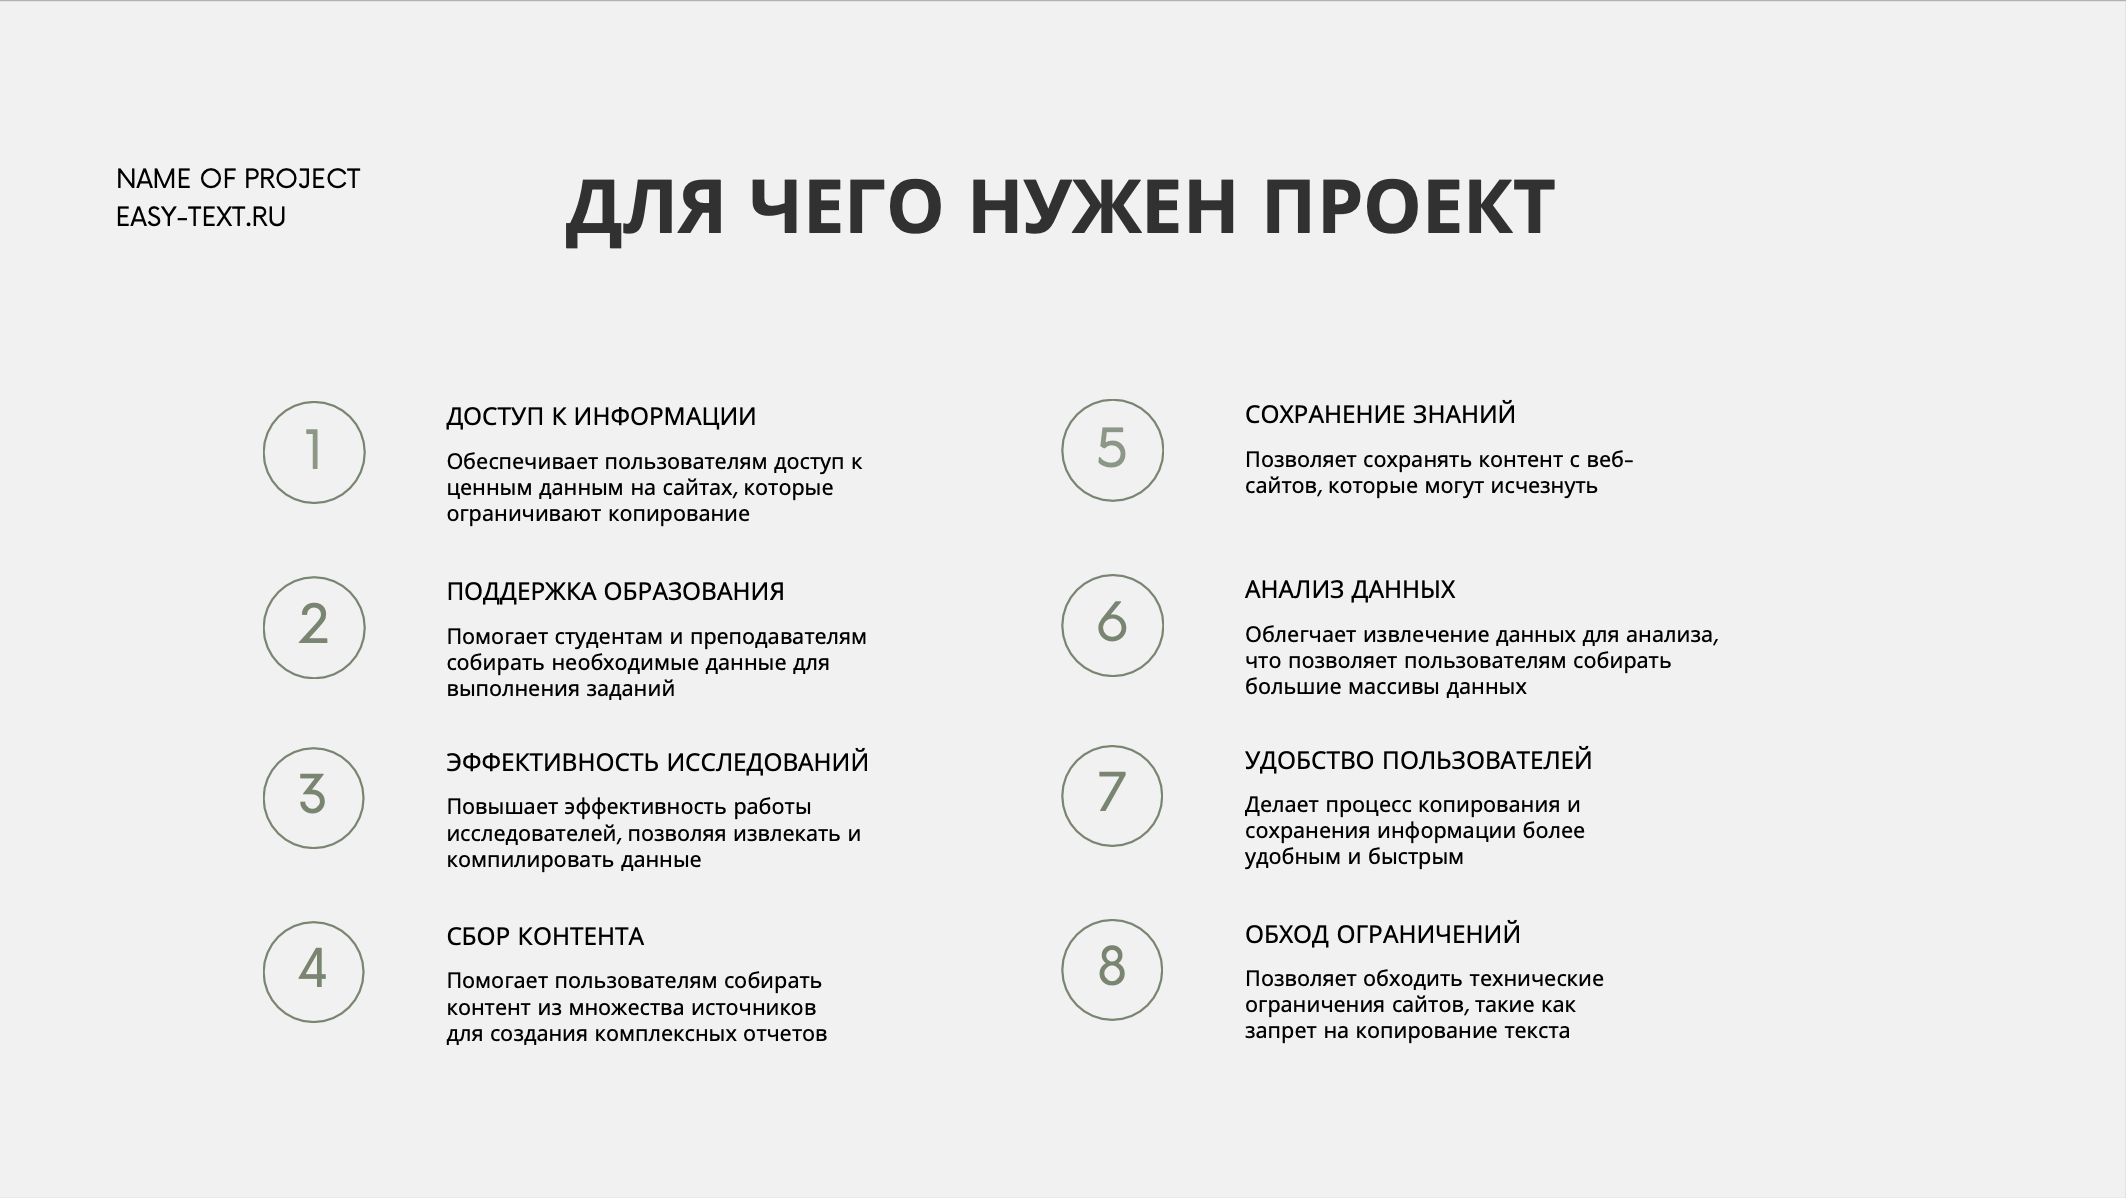 NAME OF PROJECT
EASY-TEXT.RU
ДЛЯ ЧЕГО НУЖЕН ПРОЕКТ
1
ДОСТУП К ИНФОРМАЦИИ
Обеспечивает пользователям доступ к
ценным данным на сайтах, которые
ограничивают копирование
2
ПОДДЕРЖКА ОБРАЗОВАНИЯ
Помогает студентам и преподавателям
собирать необходимые данные для
выполнения заданий
3
ЭФФЕКТИВНОСТЬ ИССЛЕДОВАНИЙ
Повышает эффективность работы
исследователей, позволяя извлекать и
компилировать данные
4
СБОР КОНТЕНТА
Помогает пользователям собирать
контент из множества источников
для создания комплексных отчетов
5
СОХРАНЕНИЕ ЗНАНИЙ
Позволяет сохранять контент с веб-
сайтов, которые могут исчезнуть
6
АНАЛИЗ ДАННЫХ
Облегчает извлечение данных для анализа,
что позволяет пользователям собирать
большие массивы данных
7
УДОБСТВО ПОЛЬЗОВАТЕЛЕЙ
Делает процесс копирования и
сохранения информации более
удобным и быстрым
8
ОБХОД ОГРАНИЧЕНИЙ
Позволяет обходить технические
ограничения сайтов, такие как
запрет на копирование текста